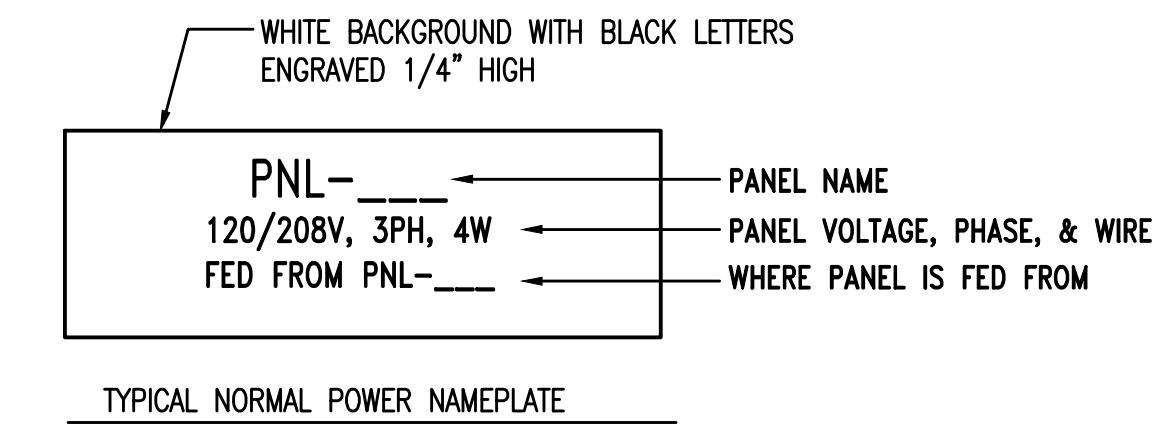 WHITE BACKGROUND WITH BLACK LETTERS
ENGRAVED 1/4" HIGH
PNL-___
PANEL NAME
120/208V, 3PH, 4W
PANEL VOLTAGE, PHASE, & WIRE
FED FROM PNL-___
WHERE PANEL IS FED FROM
TYPICAL NORMAL POWER NAMEPLATE